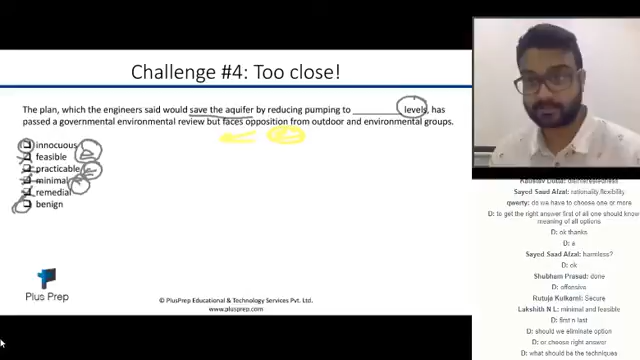 Challenge #4: Too close!
The plan, which the engineers said would save the aquifer by reducing pumping to __________ levels, has
passed a governmental environmental review but faces opposition from outdoor and environmental groups.
innocuous
feasible
practicable
minimal
remedial
benign
Plus Prep
© PlusPrep Educational & Technology Services Pvt. Ltd.
www.plusprep.com
Sayed Saad Afzal: rationality,flexibility
qwerty: do we have to choose one or more
D: to get the right answer first of all one should know
meaning of all options
D: ok thanks
D: a
Sayed Saad Afzal: harmless?
D: ok
Shubham Prasad: done
D: offensive
Rutuja Kulkarni: Secure
Lakshith N L: minimal and feasible
D: first n last
D: should we eliminate option
D: or choose right answer
D: what should be the techniques